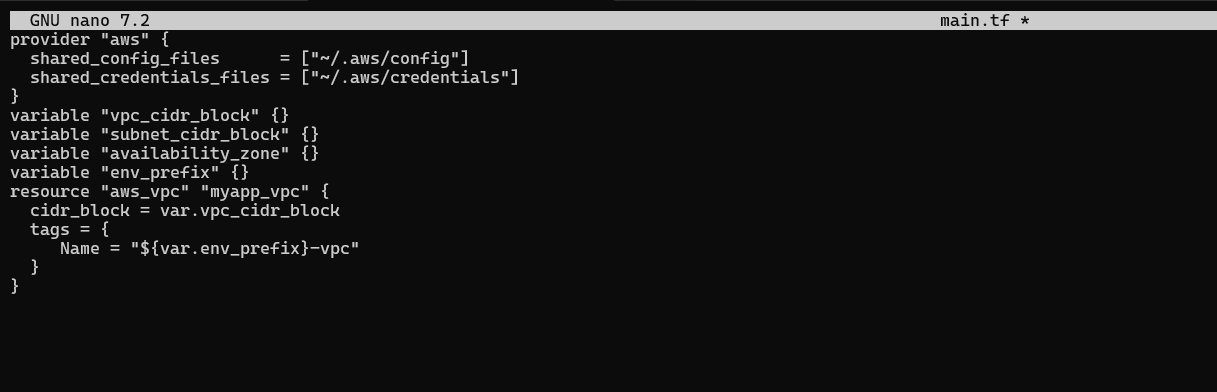 GNU nano 7.2 main.tf *
provider "aws" {
  shared_config_files      = ["~/.aws/config"]
  shared_credentials_files = ["~/.aws/credentials"]
}
variable "vpc_cidr_block" {}
variable "subnet_cidr_block" {}
variable "availability_zone" {}
variable "env_prefix" {}
resource "aws_vpc" "myapp_vpc" {
  cidr_block = var.vpc_cidr_block
  tags = {
     Name = "${var.env_prefix}-vpc"
  }
}